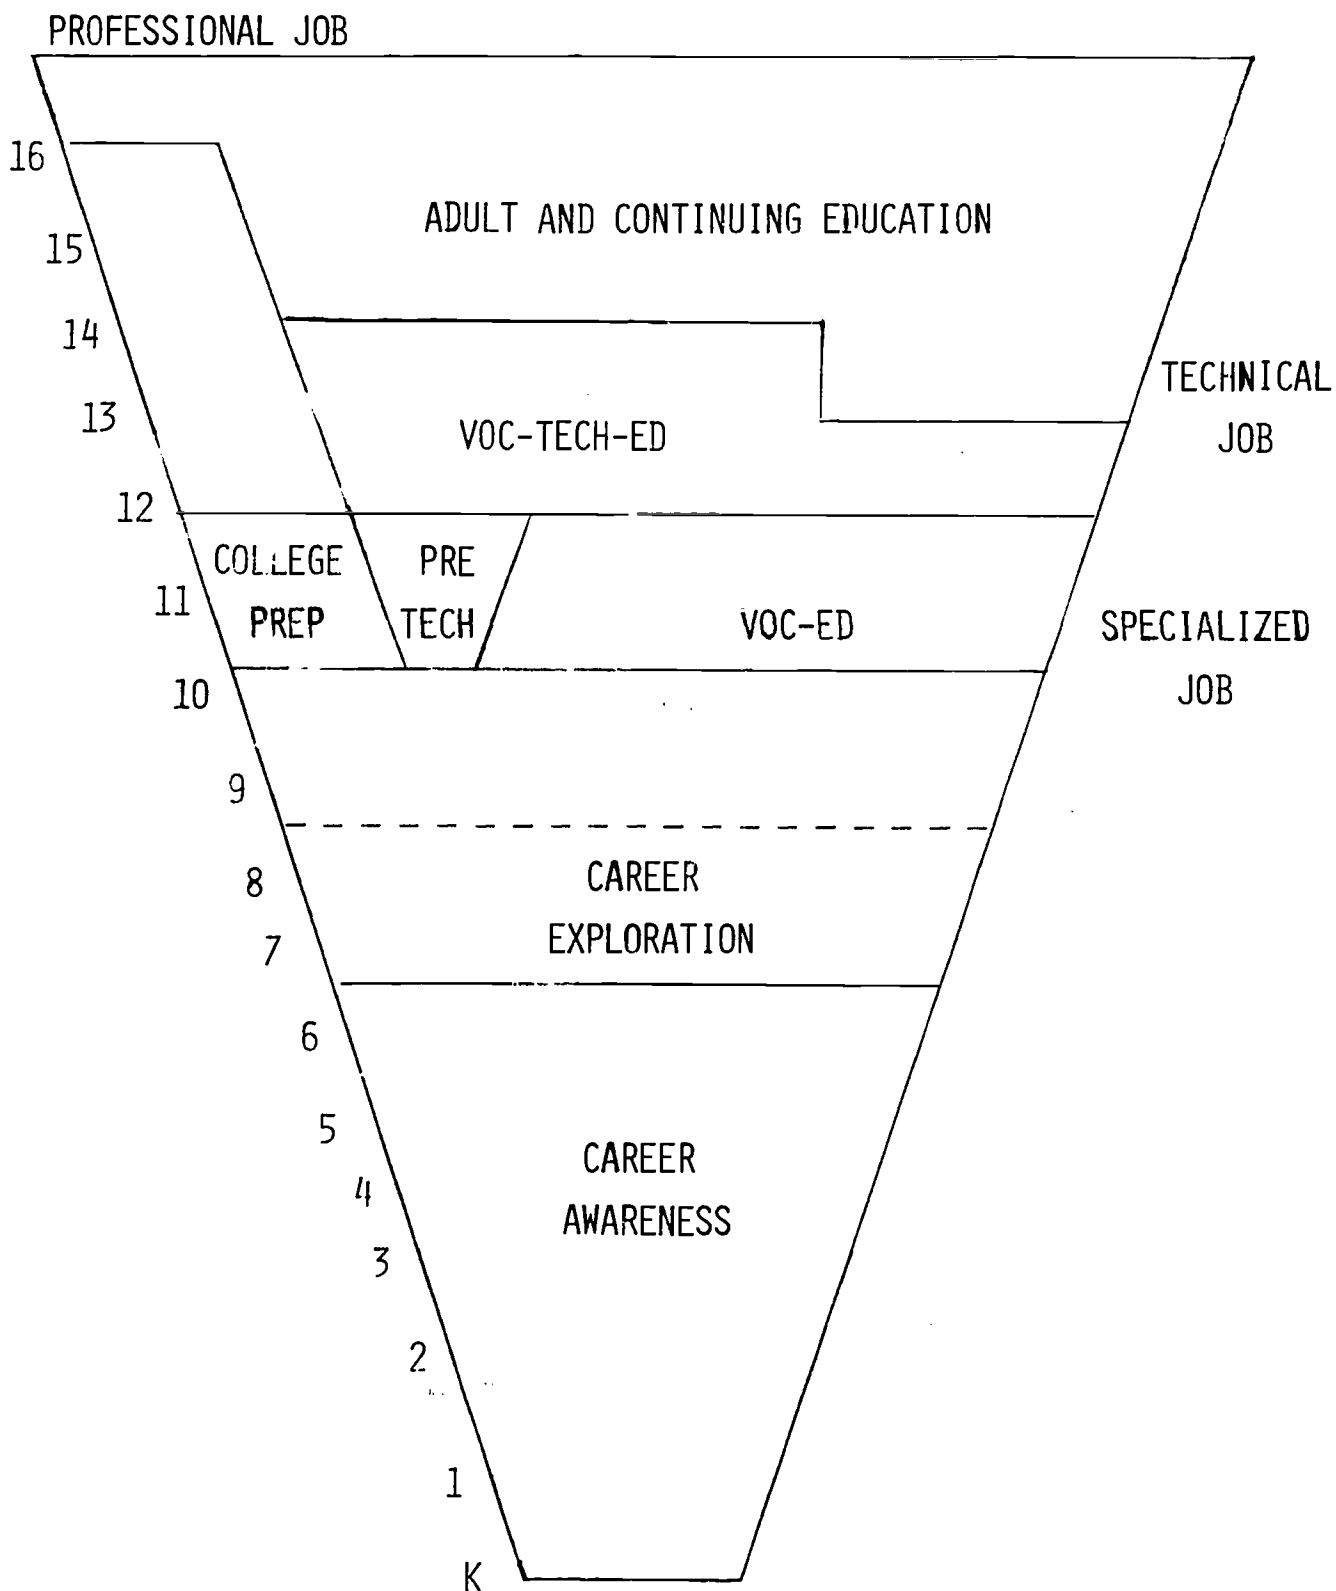 PROFESSIONAL JOB
16
ADULT AND CONTINUING EDUCATION
15
14
TECHNICAL
JOB
13
VOC-TECH-ED
12
COLLEGE
PREP
PRE
TECH
11
VOC-ED
SPECIALIZED
JOB
10
9
8
CAREER
EXPLORATION
7
6
5
CAREER
AWARENESS
4
3
2
1
K